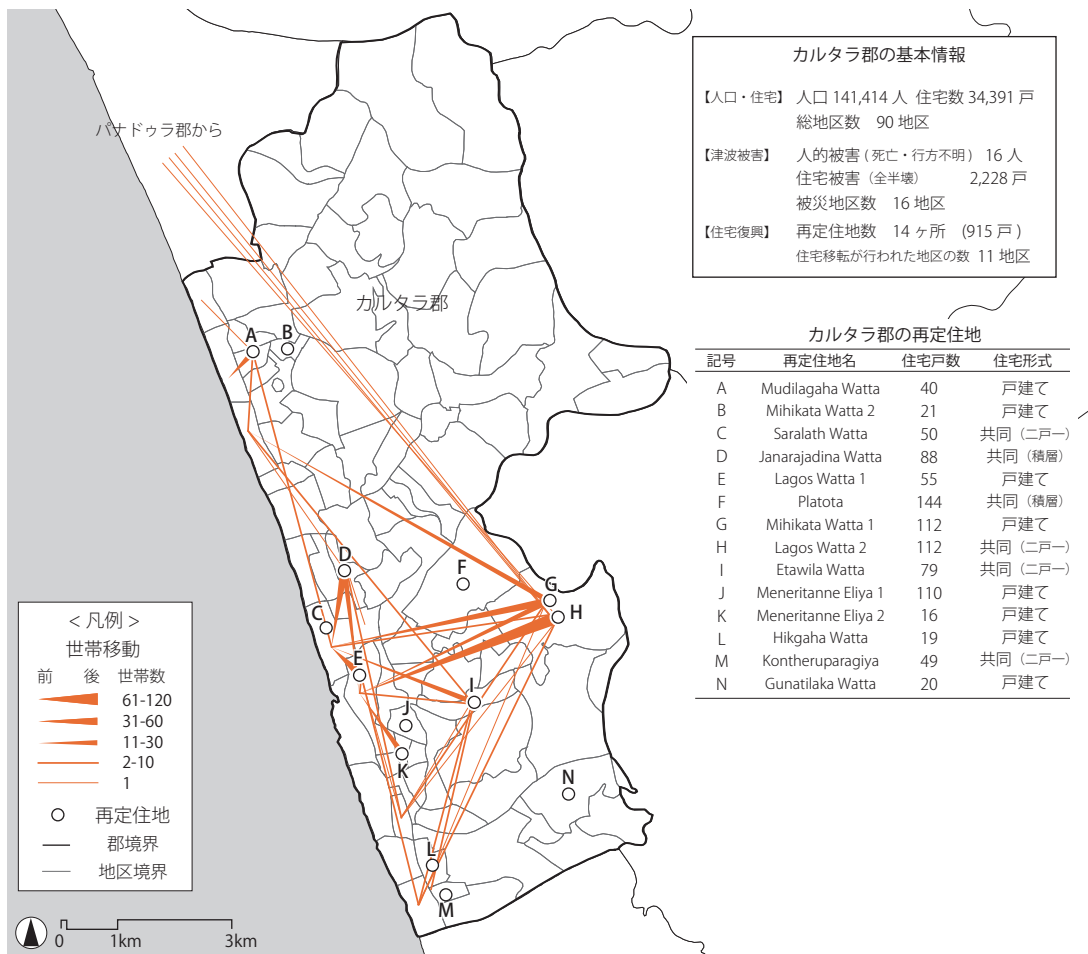 カルタラ郡の基本情報
【人口・住宅】 人口 141,414 人 住宅数 34,391 戸
総地区数 90 地区
【津波被害】 人的被害 ( 死亡・行方不明 ) 16 人
住宅被害 (全半壊) 2,228 戸
被災地区数 16 地区
【住宅復興】 再定住地数 14 ヶ所 (915 戸 )
住宅移転が行われた地区の数 11 地区
パナドゥラ郡から
カルタラ郡
A
B
D
F
G
H
C
E
I
J
K
N
L
M
カルタラ郡の再定住地
記号 再定住地名 住宅戸数 住宅形式
A Mudilagaha Watta 40 戸建て
B Mihikata Watta 2 21 戸建て
C Saralath Watta 50 共同 (二戸一)
D Janarajadina Watta 88 共同 (積層)
E Lagos Watta 1 55 戸建て
F Platota 144 共同 (積層)
G Mihikata Watta 1 112 戸建て
H Lagos Watta 2 112 共同 (二戸一)
I Etawila Watta 79 共同 (二戸一)
J Meneritanne Eliya 1 110 戸建て
K Meneritanne Eliya 2 16 戸建て
L Hikgaha Watta 19 戸建て
M Kontheruparagiya 49 共同 (二戸一)
N Gunatilaka Watta 20 戸建て
< 凡例 >
世帯移動
前 後 世帯数
61-120
31-60
11-30
2-10
1
再定住地
郡境界
地区境界
0 1km 3km